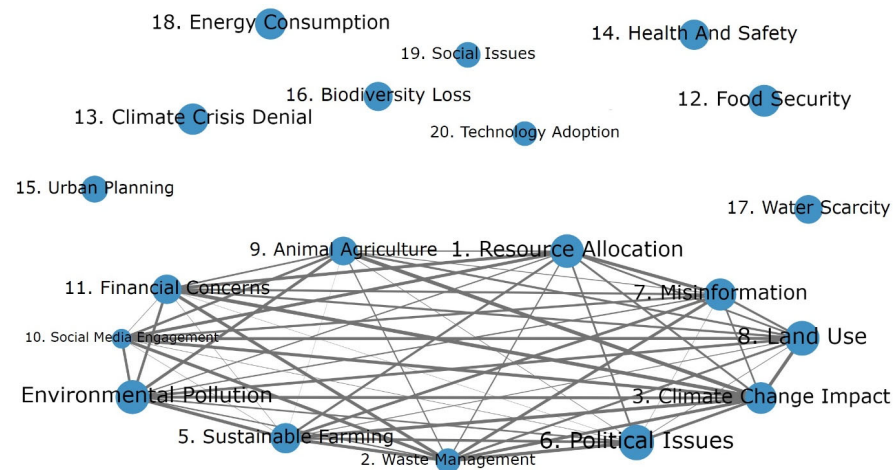 18. Energy Consumption
14. Health And Safety
19. Social Issues
16. Biodiversity Loss
12. Food Security
13. Climate Crisis Denial
20. Technology Adoption
15. Urban Planning
17. Water Scarcity
9. Animal Agriculture
1. Resource Allocation
11. Financial Concerns
7. Misinformation
10. Social Media Engagement
8. Land Use
Environmental Pollution
3. Climate Change Impact
5. Sustainable Farming
6. Political Issues
2. Waste Management